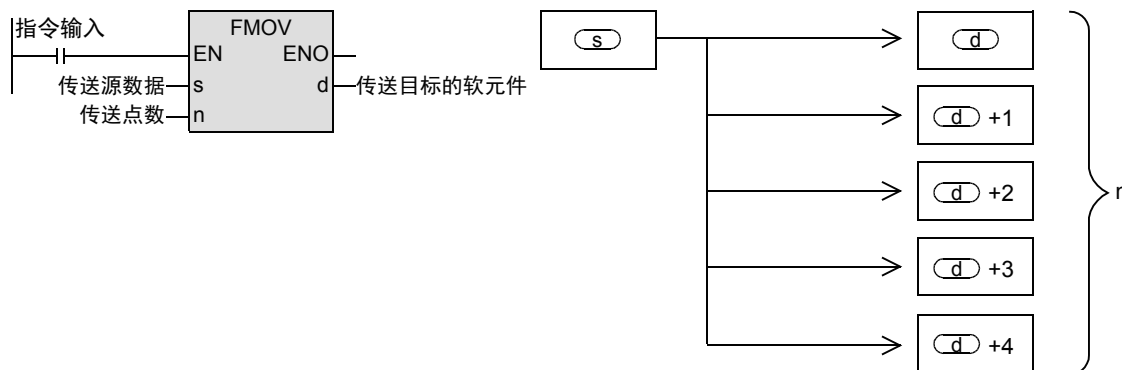 指令输入
FMOV
EN ENO
传送源数据 s d 传送目标的软元件
传送点数 n
s
d
d +1
d +2
d +3
d +4